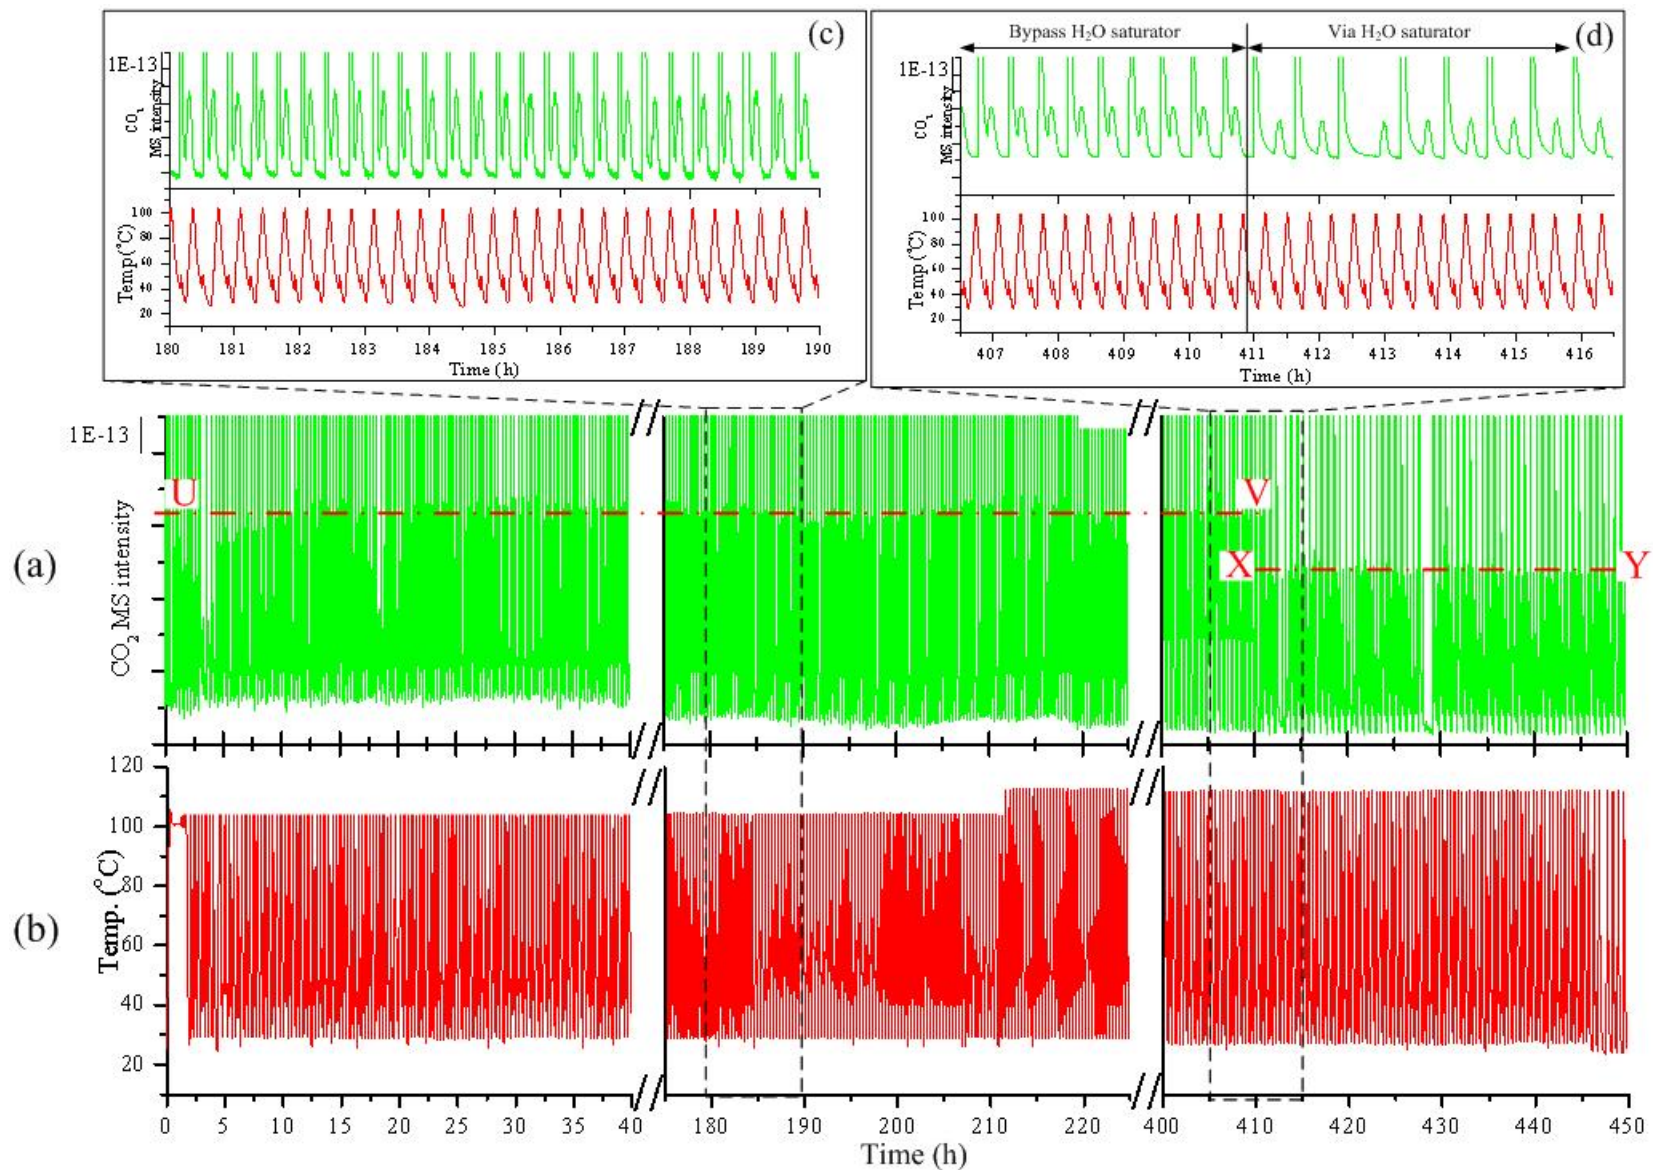 (c)
1E-13
CO₂
MS intensity
100
80
60
40
20
Temp(°C)
180 181 182 183 184 185 186 187 188 189 190
Time (h)
Bypass H₂O saturator Via H₂O saturator (d)
1E-13
CO₂
MS intensity
100
80
60
40
20
Temp(°C)
407 408 409 410 411 412 413 414 415 416
Time (h)
(a)
1E-13
CO₂ MS intensity
U V
X Y
(b)
120
100
80
60
40
20
Temp. (°C)
0 5 10 15 20 25 30 35 40 180 190 200 210 220 400 410 420 430 440 450
Time (h)